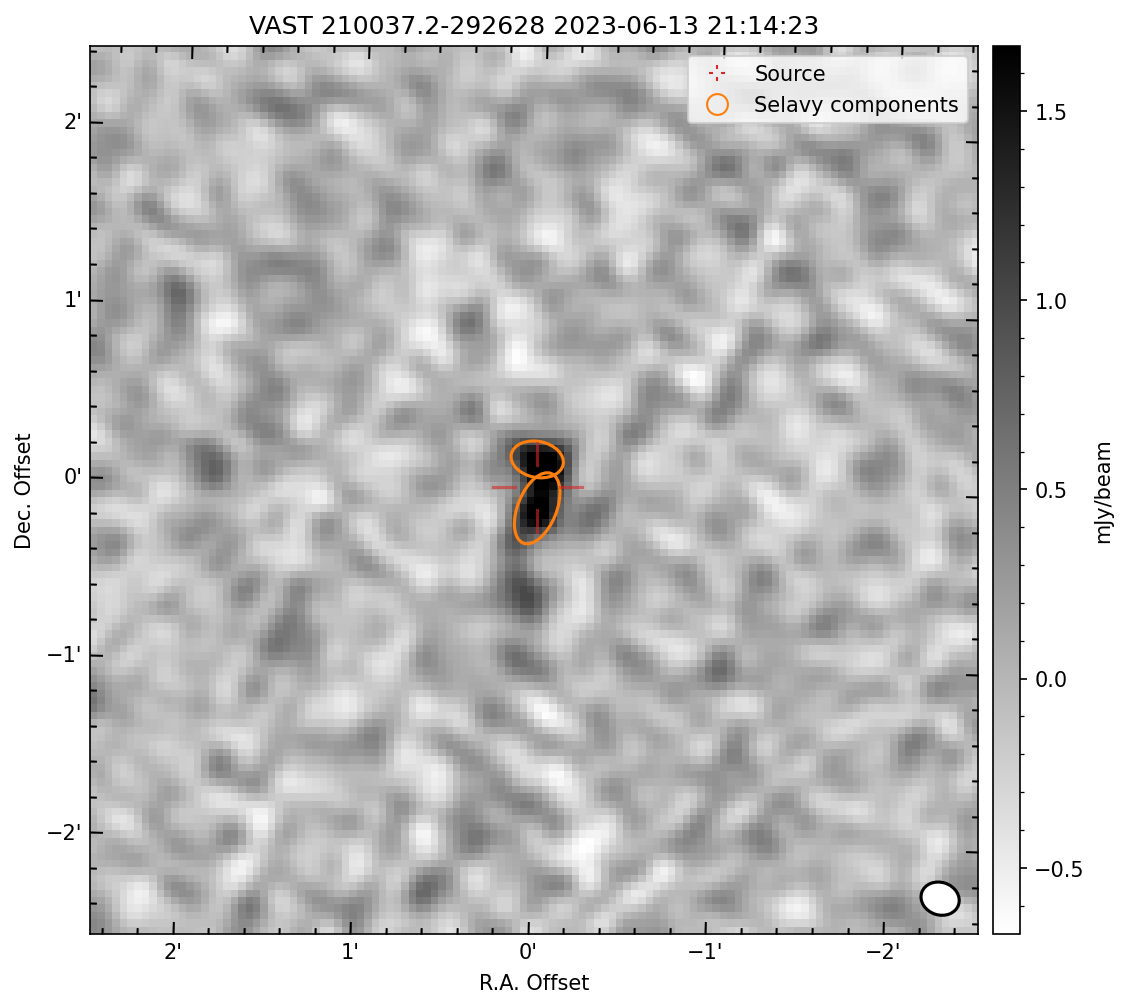 VAST 210037.2-292628 2023-06-13 21:14:23
Source
Selavy components
2'
1'
0'
−1'
−2'
2'
1'
0'
−1'
−2'
R.A. Offset
Dec. Offset
1.5
1.0
0.5
0.0
−0.5
mJy/beam